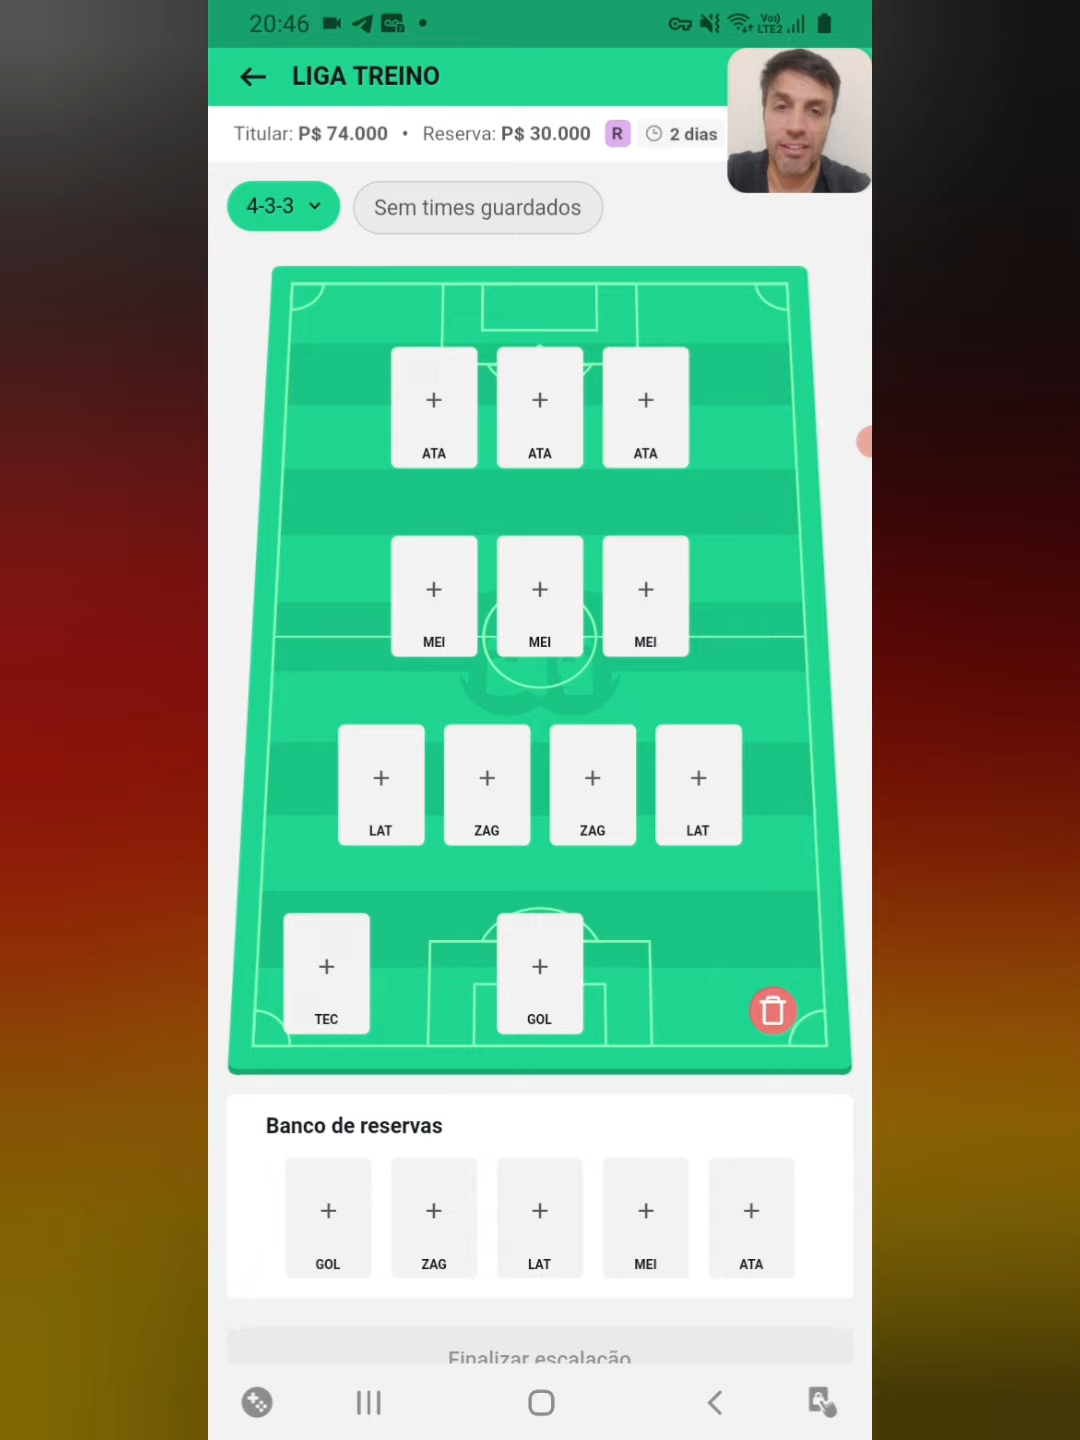 20:46
Vo)) LTE2
LIGA TREINO
Titular: P$ 74.000 • Reserva: P$ 30.000 R 2 dias
4-3-3 Sem times guardados
+ + +
ATA ATA ATA
+ + +
MEI MEI MEI
+ + + +
LAT ZAG ZAG LAT
+ +
TEC GOL
Banco de reservas
+ + + + +
GOL ZAG LAT MEI ATA
Finalizar escalação